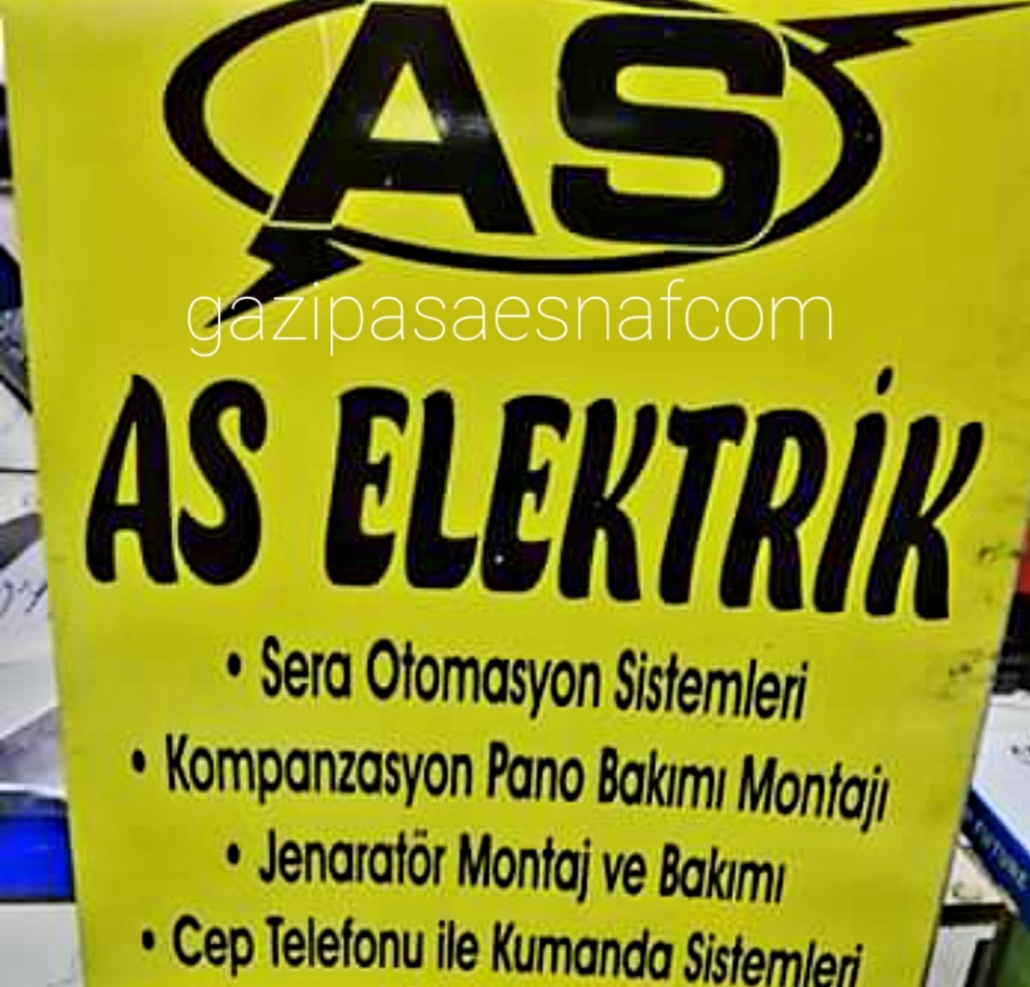 AS
gazipasaesnafcom
AS ELEKTRİK
• Sera Otomasyon Sistemleri
• Kompanzasyon Pano Bakımı Montajı
• Jenaratör Montaj ve Bakımı
• Cep Telefonu ile Kumanda Sistemleri